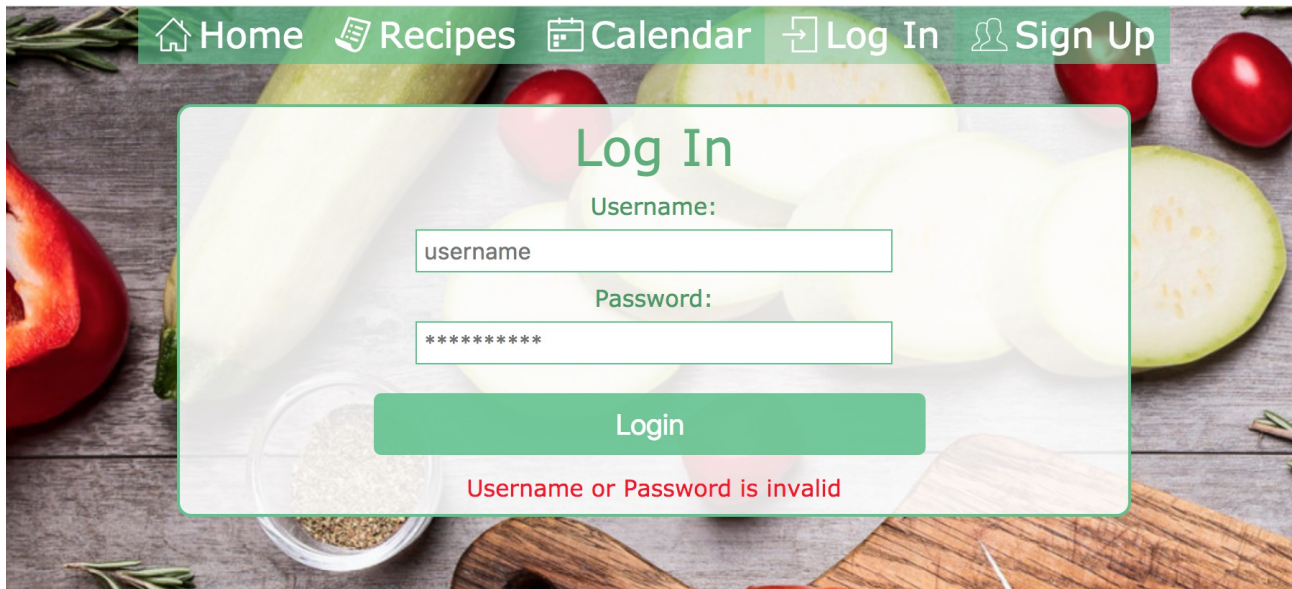 Home Recipes Calendar Log In Sign Up
Log In
Username:
username
Password:
**********
Login
Username or Password is invalid